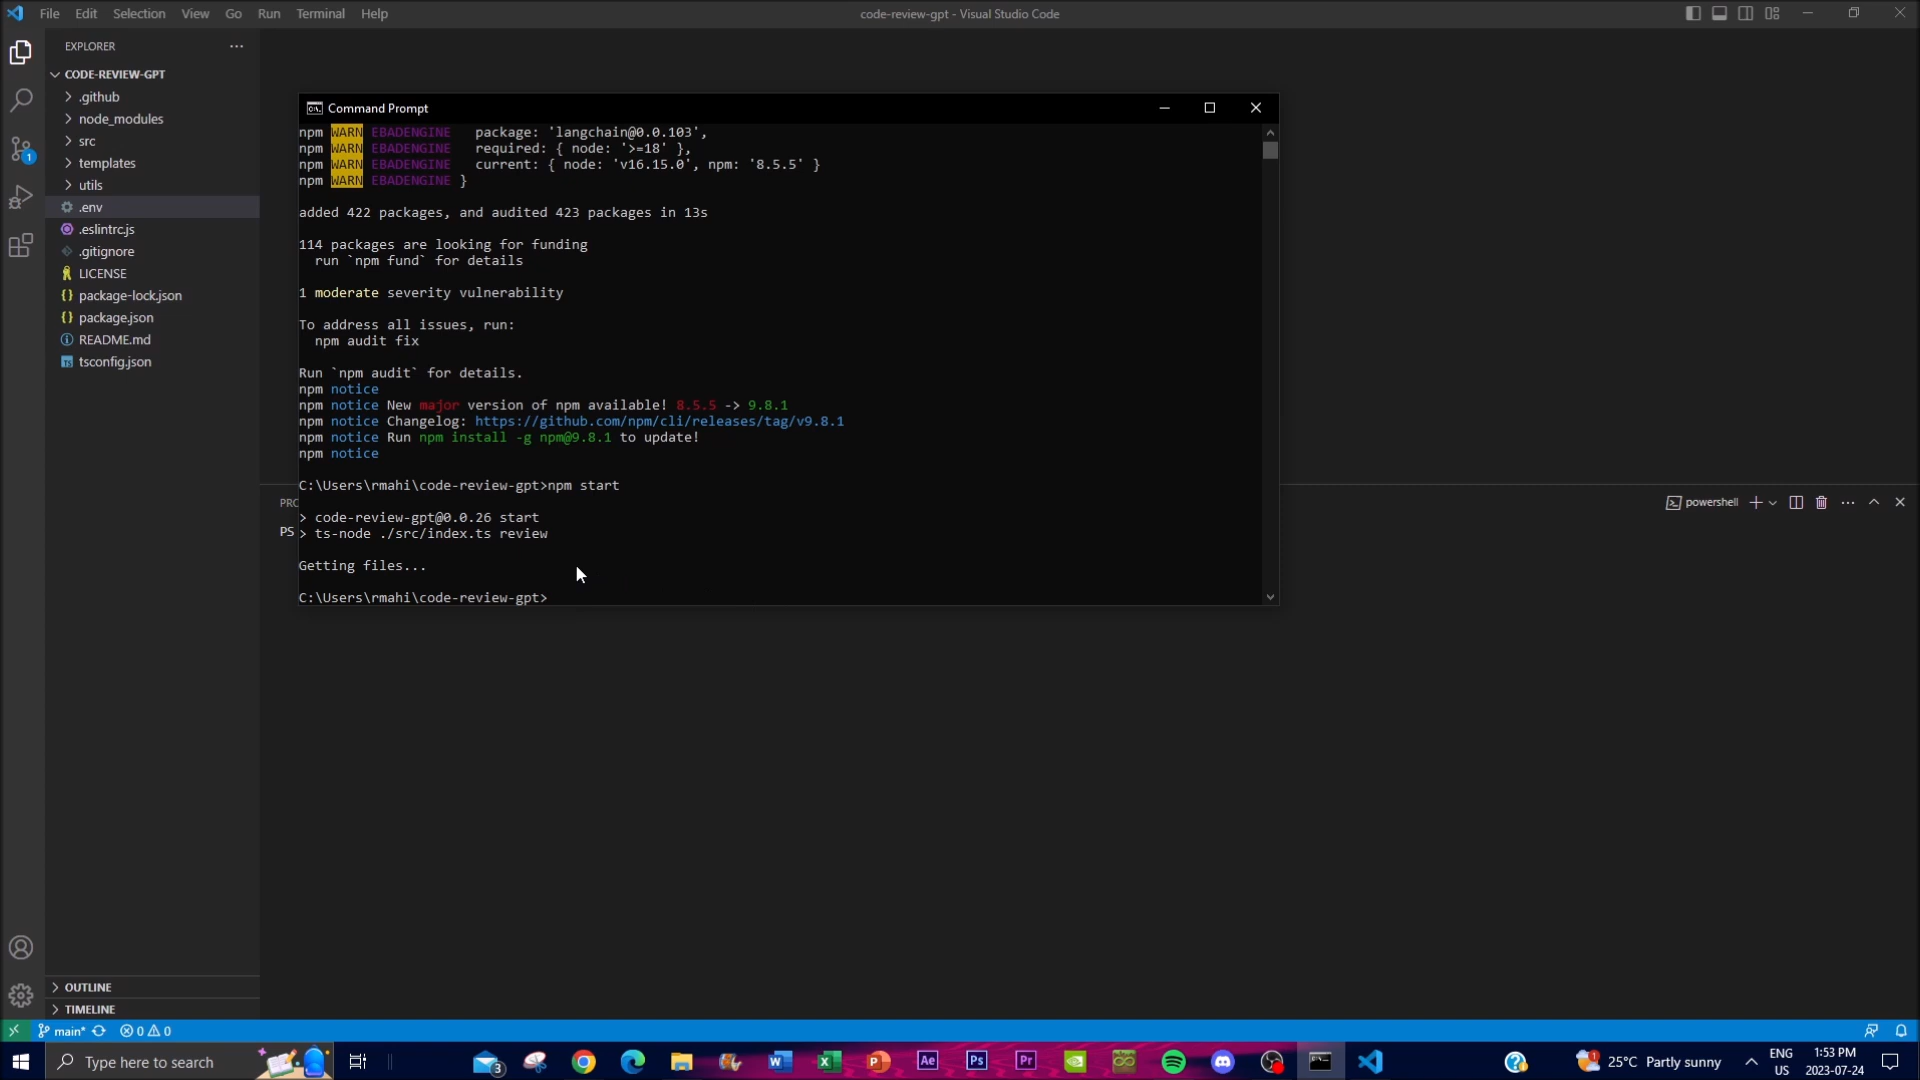 File Edit Selection View Go Run Terminal Help
code-review-gpt - Visual Studio Code
EXPLORER
CODE-REVIEW-GPT
.github
node_modules
src
templates
utils
.env
.eslintrc.js
.gitignore
LICENSE
package-lock.json
package.json
README.md
tsconfig.json
OUTLINE
TIMELINE
1
Command Prompt
npm WARN EBADENGINE   package: 'langchain@0.0.103',
npm WARN EBADENGINE   required: { node: '>=18' },
npm WARN EBADENGINE   current: { node: 'v16.15.0', npm: '8.5.5' }
npm WARN EBADENGINE }
added 422 packages, and audited 423 packages in 13s
114 packages are looking for funding
run `npm fund` for details
1 moderate severity vulnerability
To address all issues, run:
npm audit fix
Run `npm audit` for details.
npm notice
npm notice New major version of npm available! 8.5.5 -> 9.8.1
npm notice Changelog: https://github.com/npm/cli/releases/tag/v9.8.1
npm notice Run npm install -g npm@9.8.1 to update!
npm notice
C:\Users\rmahi\code-review-gpt>npm start
> code-review-gpt@0.0.26 start
> ts-node ./src/index.ts review
Getting files...
C:\Users\rmahi\code-review-gpt>
PRC
PS
powershell
main* 0 0
Type here to search
3
25°C Partly sunny
ENG
US
1:53 PM
2023-07-24